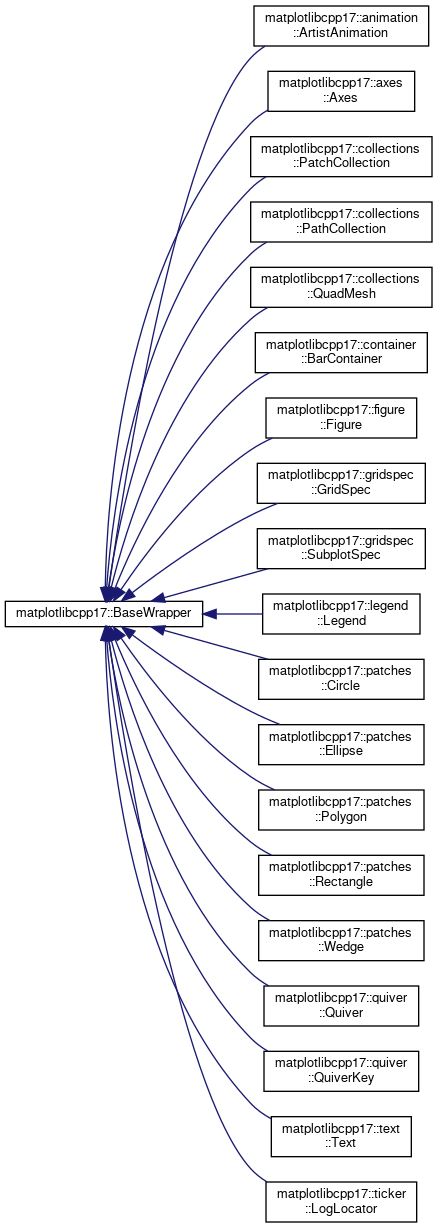 matplotlibcpp17::animation
::ArtistAnimation
matplotlibcpp17::axes
::Axes
matplotlibcpp17::collections
::PatchCollection
matplotlibcpp17::collections
::PathCollection
matplotlibcpp17::collections
::QuadMesh
matplotlibcpp17::container
::BarContainer
matplotlibcpp17::figure
::Figure
matplotlibcpp17::gridspec
::GridSpec
matplotlibcpp17::gridspec
::SubplotSpec
matplotlibcpp17::BaseWrapper
matplotlibcpp17::legend
::Legend
matplotlibcpp17::patches
::Circle
matplotlibcpp17::patches
::Ellipse
matplotlibcpp17::patches
::Polygon
matplotlibcpp17::patches
::Rectangle
matplotlibcpp17::patches
::Wedge
matplotlibcpp17::quiver
::Quiver
matplotlibcpp17::quiver
::QuiverKey
matplotlibcpp17::text
::Text
matplotlibcpp17::ticker
::LogLocator